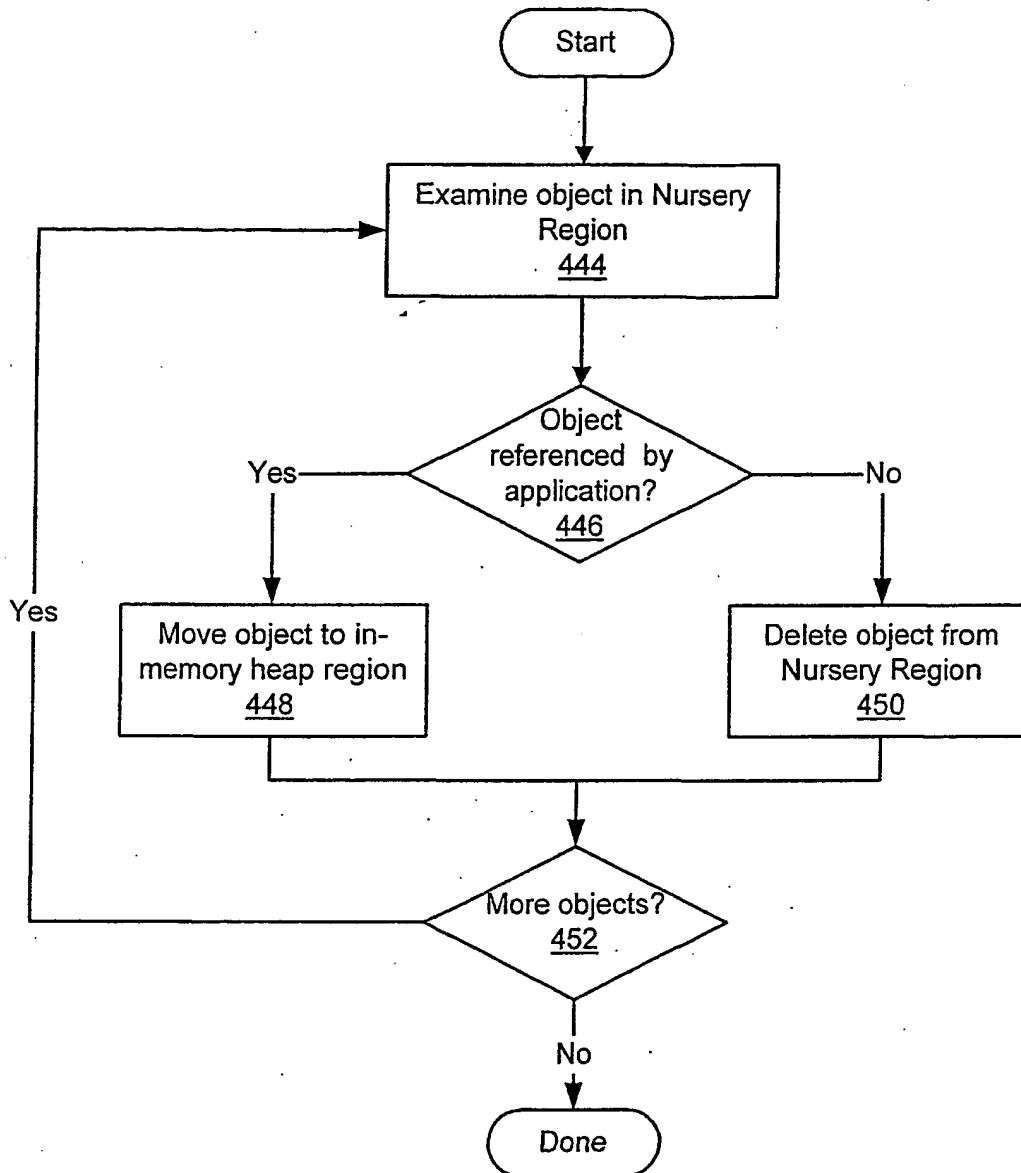 Start
Examine object in Nursery
Region
444
Object
referenced by
application?
446
Yes
No
Yes
Move object to in-
memory heap region
448
Delete object from
Nursery Region
450
More objects?
452
No
Done